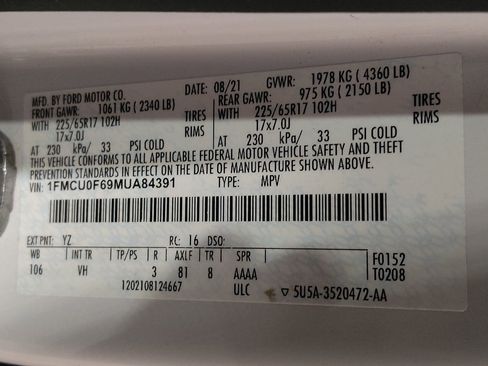 MFD. BY FORD MOTOR CO.
DATE: 08/21 GVWR: 1978 KG ( 4360 LB)
FRONT GAWR: 1061 KG ( 2340 LB) REAR GAWR: 975 KG ( 2150 LB)
WITH 225/65R17 102H TIRES WITH 225/65R17 102H TIRES
17x7.0J RIMS 17x7.0J RIMS
AT 230 kPa/ 33 PSI COLD AT 230 kPa/ 33 PSI COLD
THIS VEHICLE CONFORMS TO ALL APPLICABLE FEDERAL MOTOR VEHICLE SAFETY AND THEFT
PREVENTION STANDARDS IN EFFECT ON THE DATE OF MANUFACTURE SHOWN ABOVE.
VIN: 1FMCU0F69MUA84391 TYPE: MPV
EXT PNT: YZ RC: 16 DSO:
WB INT TR TP/PS R AXLE TR SPR F0152
106 VH 3 81 8 AAAA T0208
1202108124667 ULC ▽ 5U5A-3520472-AA